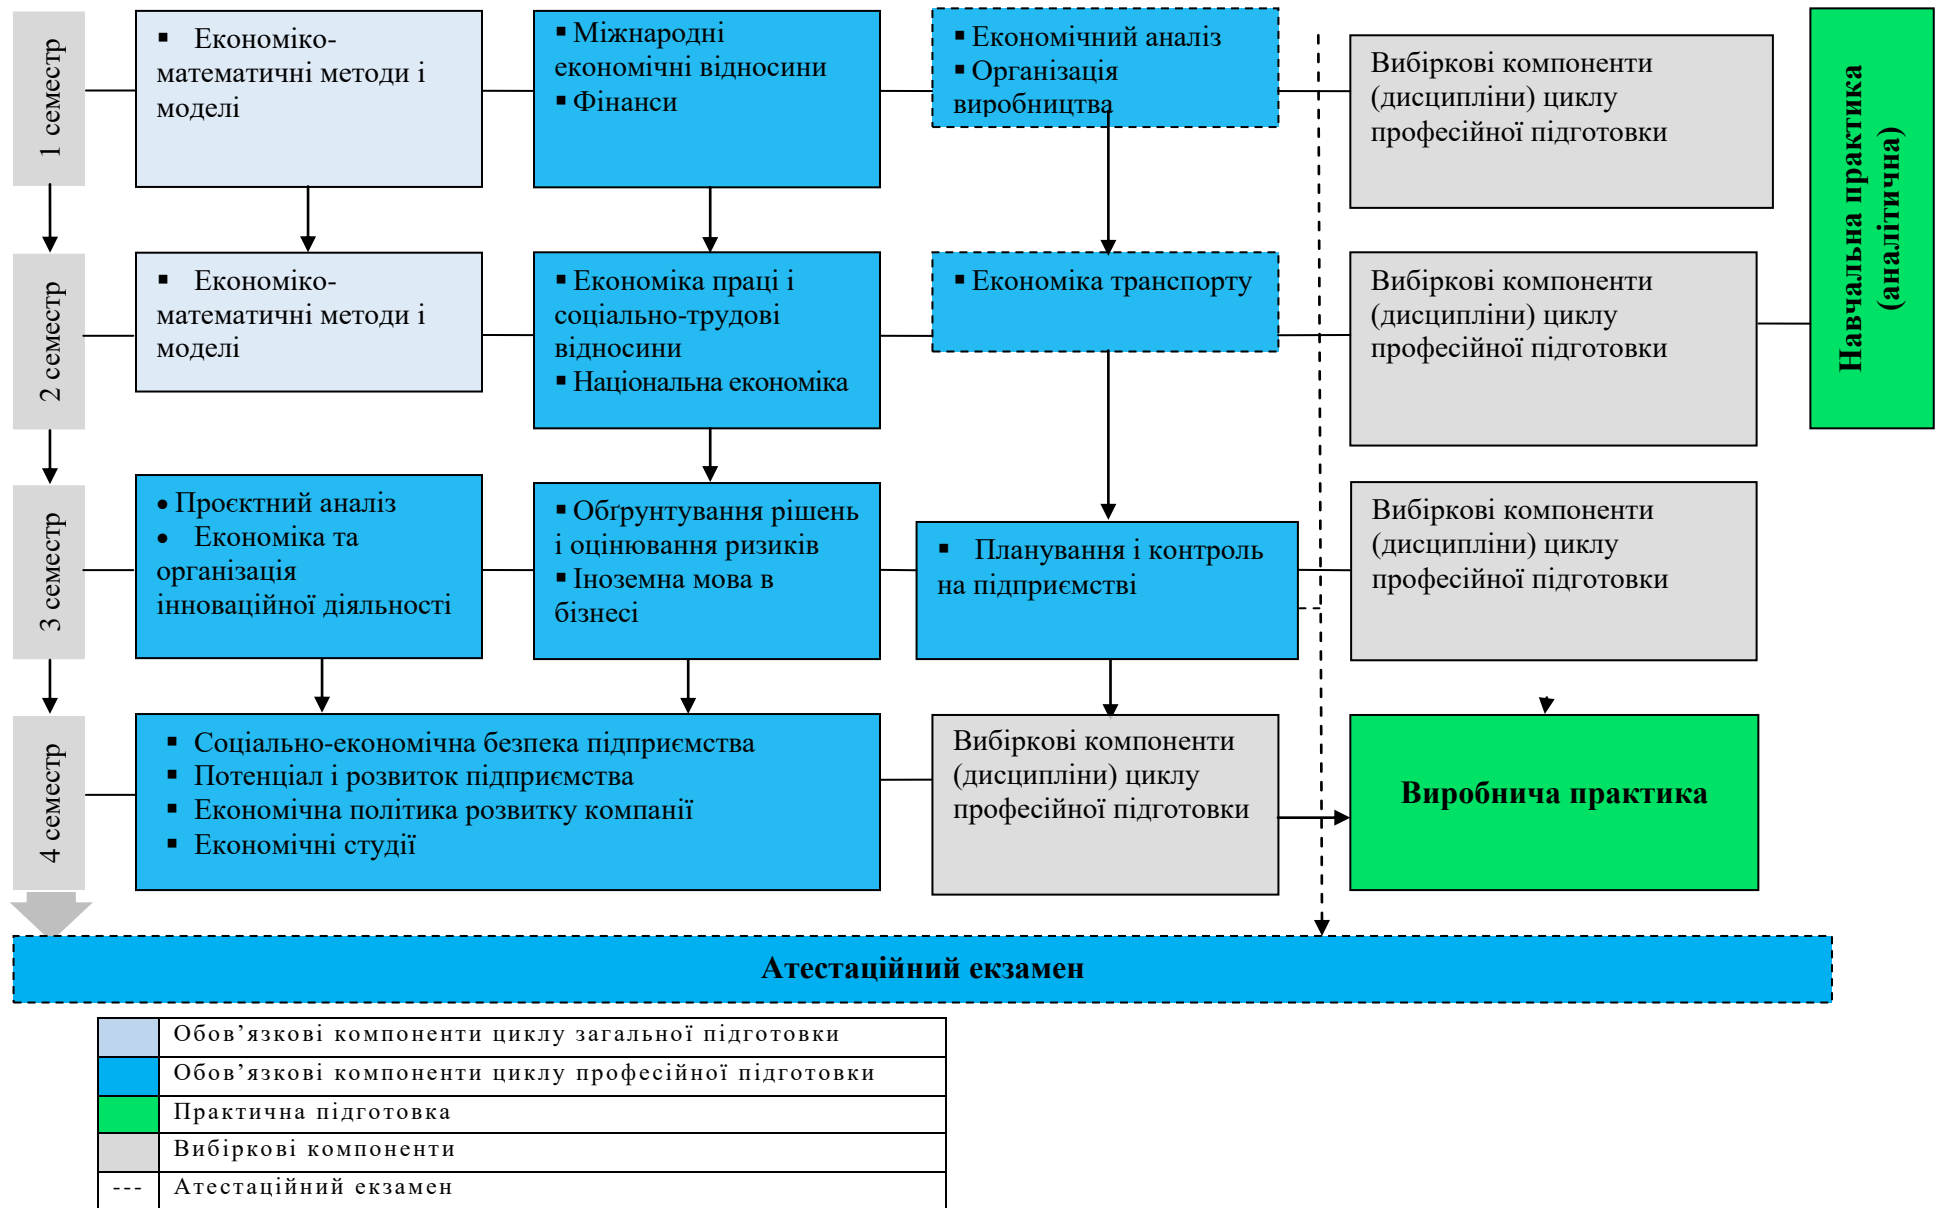 1 семестр
▪ Економіко-
математичні методи і
моделі
▪ Міжнародні
економічні відносини
▪ Фінанси
▪ Економічний аналіз
▪ Організація
виробництва
Вибіркові компоненти
(дисципліни) циклу
професійної підготовки
Навчальна практика
(аналітична)
2 семестр
▪ Економіко-
математичні методи і
моделі
▪ Економіка праці і
соціально-трудові
відносини
▪ Національна економіка
▪ Економіка транспорту
Вибіркові компоненти
(дисципліни) циклу
професійної підготовки
3 семестр
• Проєктний аналіз
• Економіка та
організація
інноваційної діяльності
▪ Обґрунтування рішень
і оцінювання ризиків
▪ Іноземна мова в
бізнесі
▪ Планування і контроль
на підприємстві
Вибіркові компоненти
(дисципліни) циклу
професійної підготовки
4 семестр
▪ Соціально-економічна безпека підприємства
▪ Потенціал і розвиток підприємства
▪ Економічна політика розвитку компанії
▪ Економічні студії
Вибіркові компоненти
(дисципліни) циклу
професійної підготовки
Виробнича практика
Атестаційний екзамен
Обов’язкові компоненти циклу загальної підготовки
Обов’язкові компоненти циклу професійної підготовки
Практична підготовка
Вибіркові компоненти
--- Атестаційний екзамен